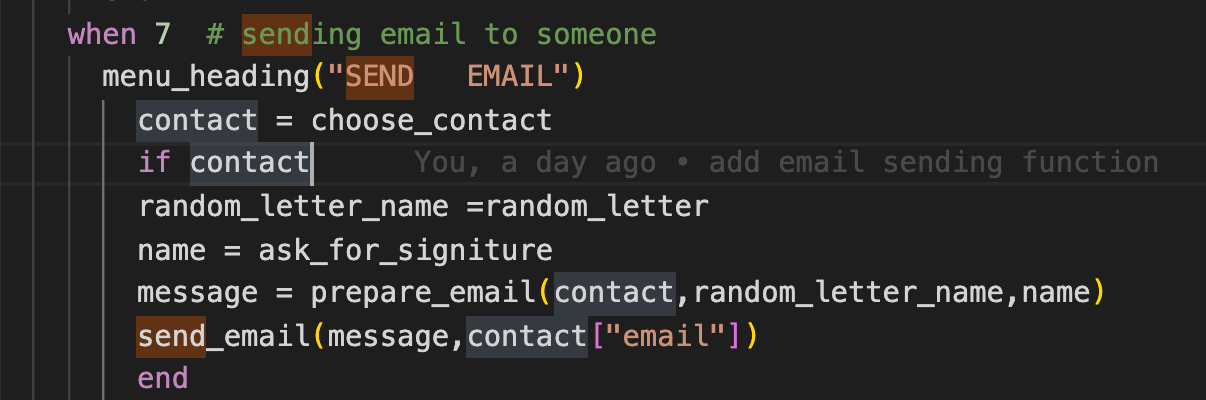 when 7  # sending email to someone
menu_heading("SEND   EMAIL")
contact = choose_contact
if contact      You, a day ago • add email sending function
random_letter_name =random_letter
name = ask_for_signiture
message = prepare_email(contact,random_letter_name,name)
send_email(message,contact["email"])
end